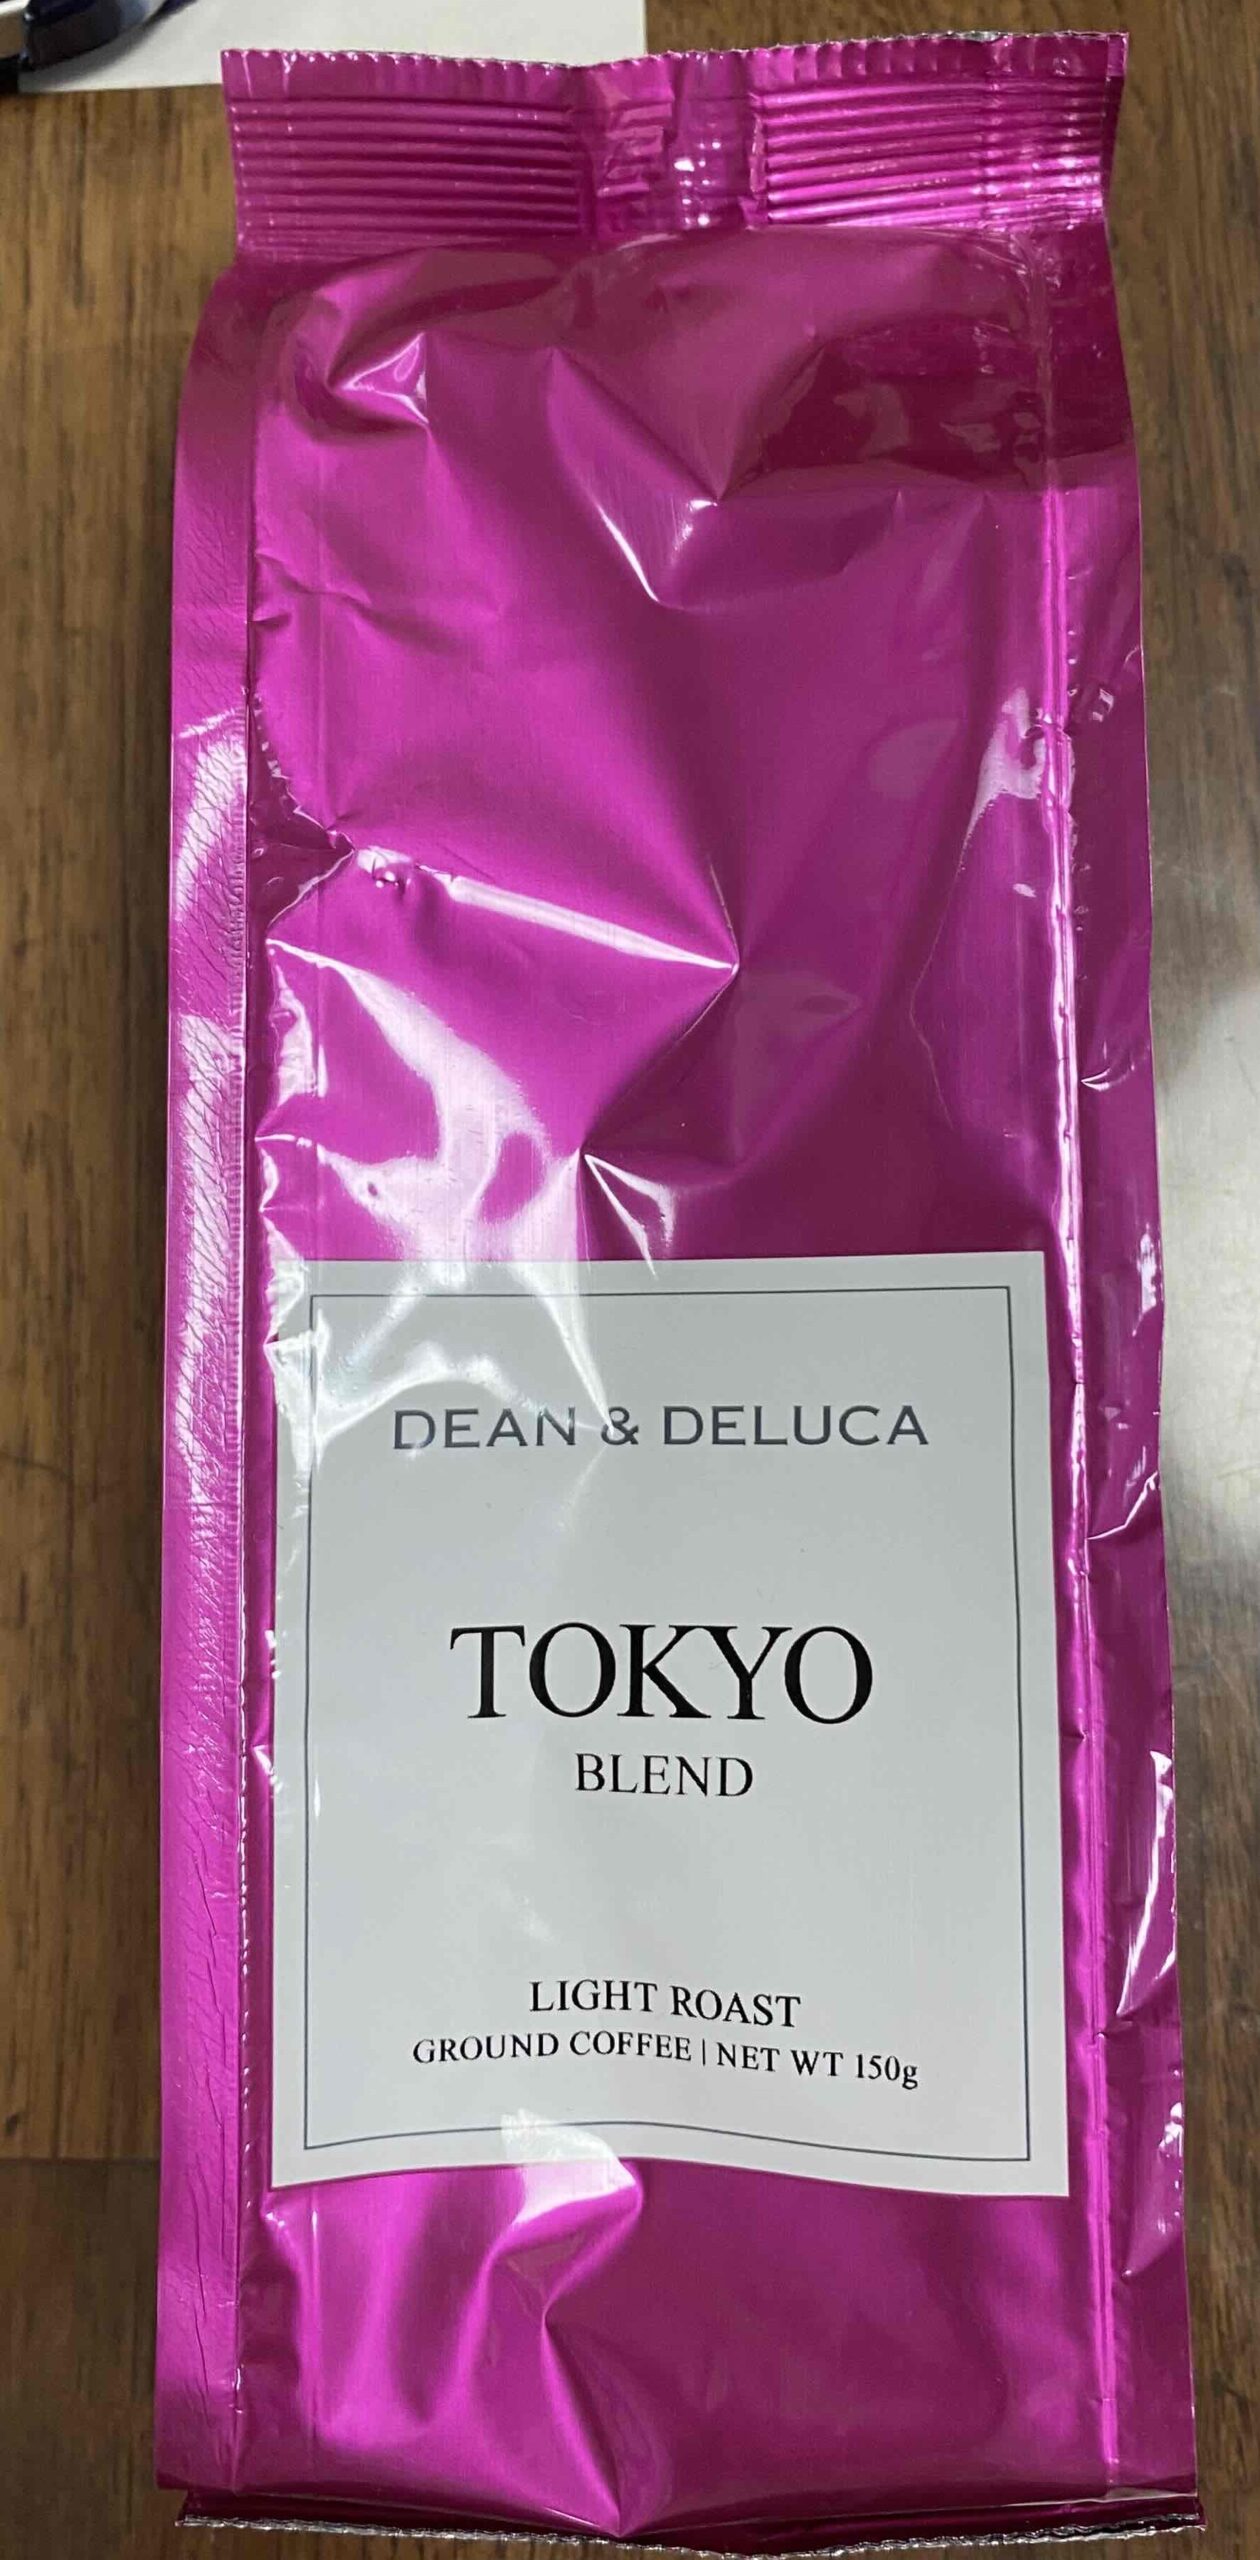 DEAN & DELUCA
TOKYO
BLEND
LIGHT ROAST
GROUND COFFEE | NET WT 150g